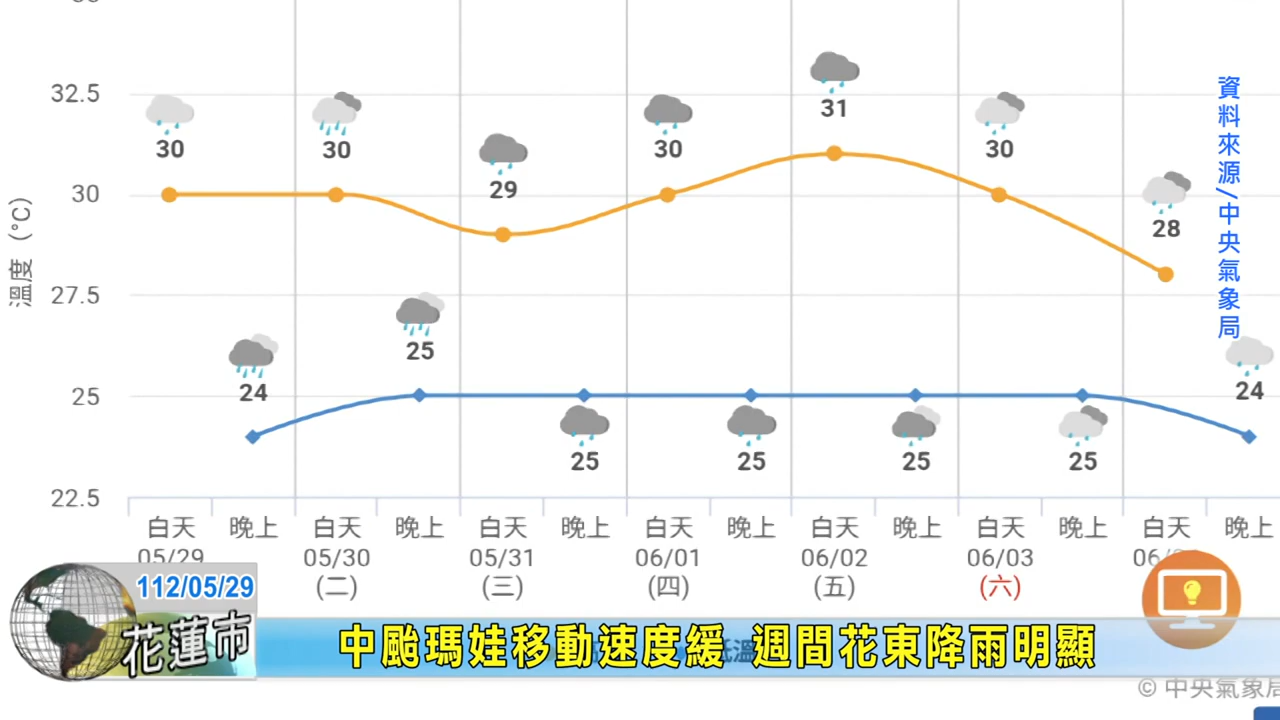 32.5
30
27.5
25
22.5
溫度（°C）
30
30
29
30
31
30
28
24
25
25
25
25
25
24
資料來源/中央氣象局
白天 晚上 白天 晚上 白天 晚上 白天 晚上 白天 晚上 白天 晚上 白天 晚上
05/29 05/30 05/31 06/01 06/02 06/03
(二) (三) (四) (五) (六)
112/05/29
花蓮市
中颱瑪娃移動速度緩 週間花東降雨明顯
© 中央氣象局